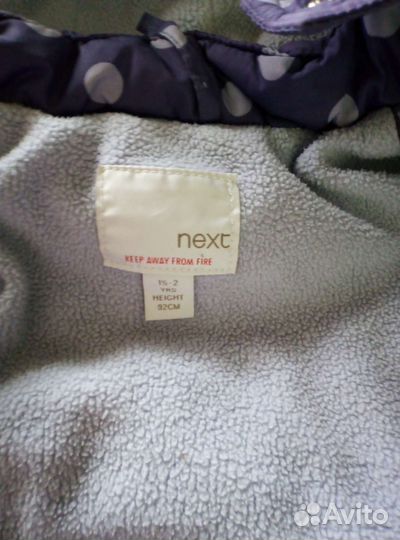 next
KEEP AWAY FROM FIRE
1½-2
YRS
HEIGHT
92CM
Avito